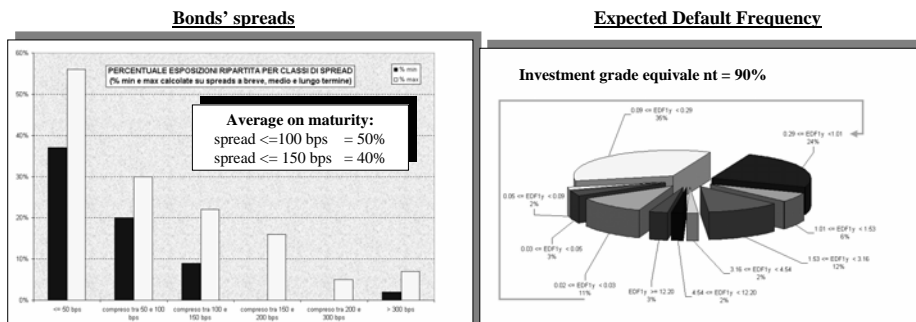 Bonds' spreads
PERCENTUALE ESPOSIZIONI RIPARTITA PER CLASSI DI SPREAD
(% min e max calcolate su spreads a breve, medio e lungo termine)
% min
% max
Average on maturity:
spread <=100 bps = 50%
spread <= 150 bps = 40%
60%
50%
40%
30%
20%
10%
0%
<= 50 bps
compreso tra 50 e 100
bps
compreso tra 100 e
150 bps
compreso tra 150 e
200 bps
compreso tra 200 e
300 bps
> 300 bps
Expected Default Frequency
Investment grade equivale nt = 90%
0.09 <= EDF1y < 0.29
35%
0.29 <= EDF1y <1.01
24%
0.05 <= EDF1y < 0.09
2%
1.01 <= EDF1y < 1.53
6%
0.03 <= EDF1y < 0.05
3%
1.53 <= EDF1y < 3.16
12%
3.16 <= EDF1y < 4.54
2%
0.02 <= EDF1y < 0.03
11%
EDF1y >= 12.20
3%
4.54 <= EDF1y < 12.20
2%